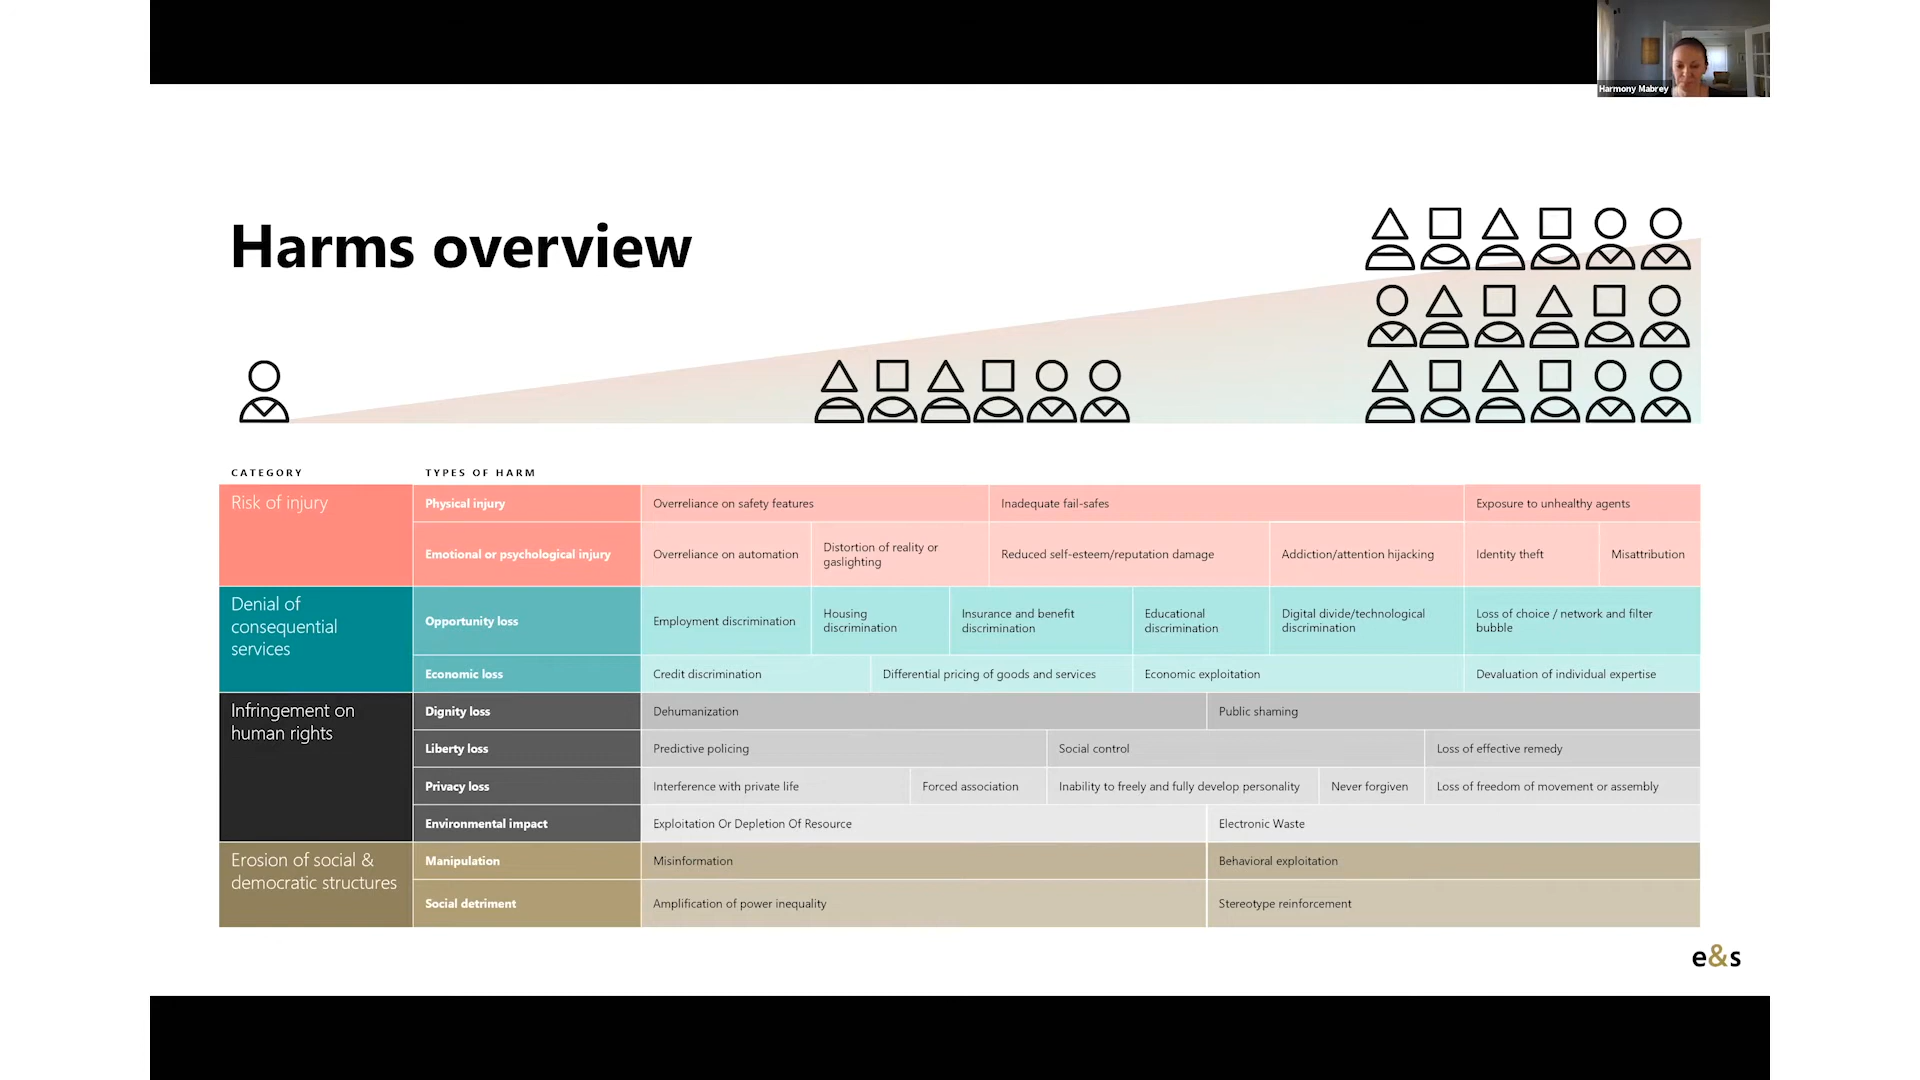 Harmony Mabrey
Harms overview
CATEGORY
TYPES OF HARM
Risk of injury
Physical injury
Overreliance on safety features
Inadequate fail-safes
Exposure to unhealthy agents
Emotional or psychological injury
Overreliance on automation
Distortion of reality or
gaslighting
Reduced self-esteem/reputation damage
Addiction/attention hijacking
Identity theft
Misattribution
Denial of
consequential
services
Opportunity loss
Employment discrimination
Housing
discrimination
Insurance and benefit
discrimination
Educational
discrimination
Digital divide/technological
discrimination
Loss of choice / network and filter
bubble
Economic loss
Credit discrimination
Differential pricing of goods and services
Economic exploitation
Devaluation of individual expertise
Infringement on
human rights
Dignity loss
Dehumanization
Public shaming
Liberty loss
Predictive policing
Social control
Loss of effective remedy
Privacy loss
Interference with private life
Forced association
Inability to freely and fully develop personality
Never forgiven
Loss of freedom of movement or assembly
Environmental impact
Exploitation Or Depletion Of Resource
Electronic Waste
Erosion of social &
democratic structures
Manipulation
Misinformation
Behavioral exploitation
Social detriment
Amplification of power inequality
Stereotype reinforcement
e&s